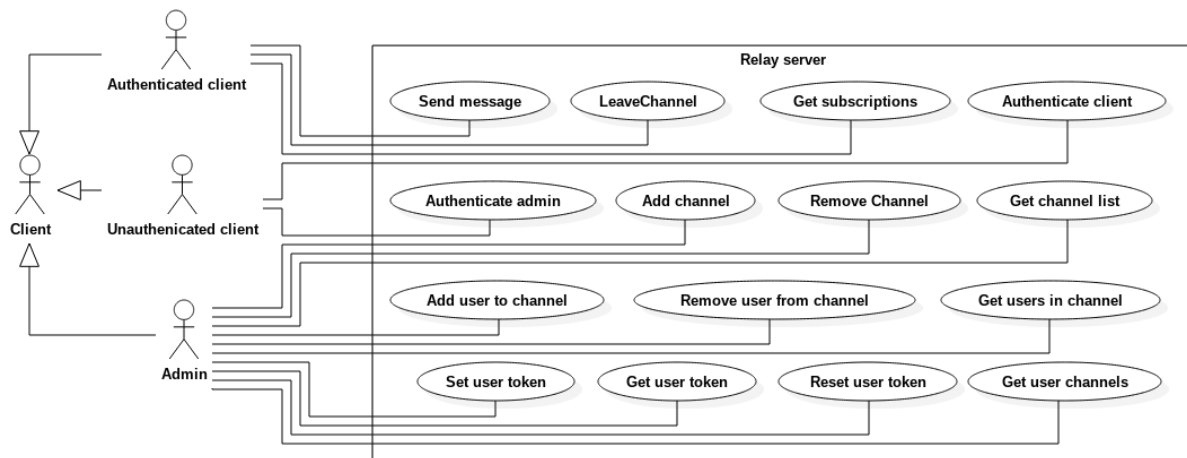 Relay server
Authenticated client
Send message
LeaveChannel
Get subscriptions
Authenticate client
Client
Unauthenicated client
Authenticate admin
Add channel
Remove Channel
Get channel list
Add user to channel
Remove user from channel
Get users in channel
Admin
Set user token
Get user token
Reset user token
Get user channels